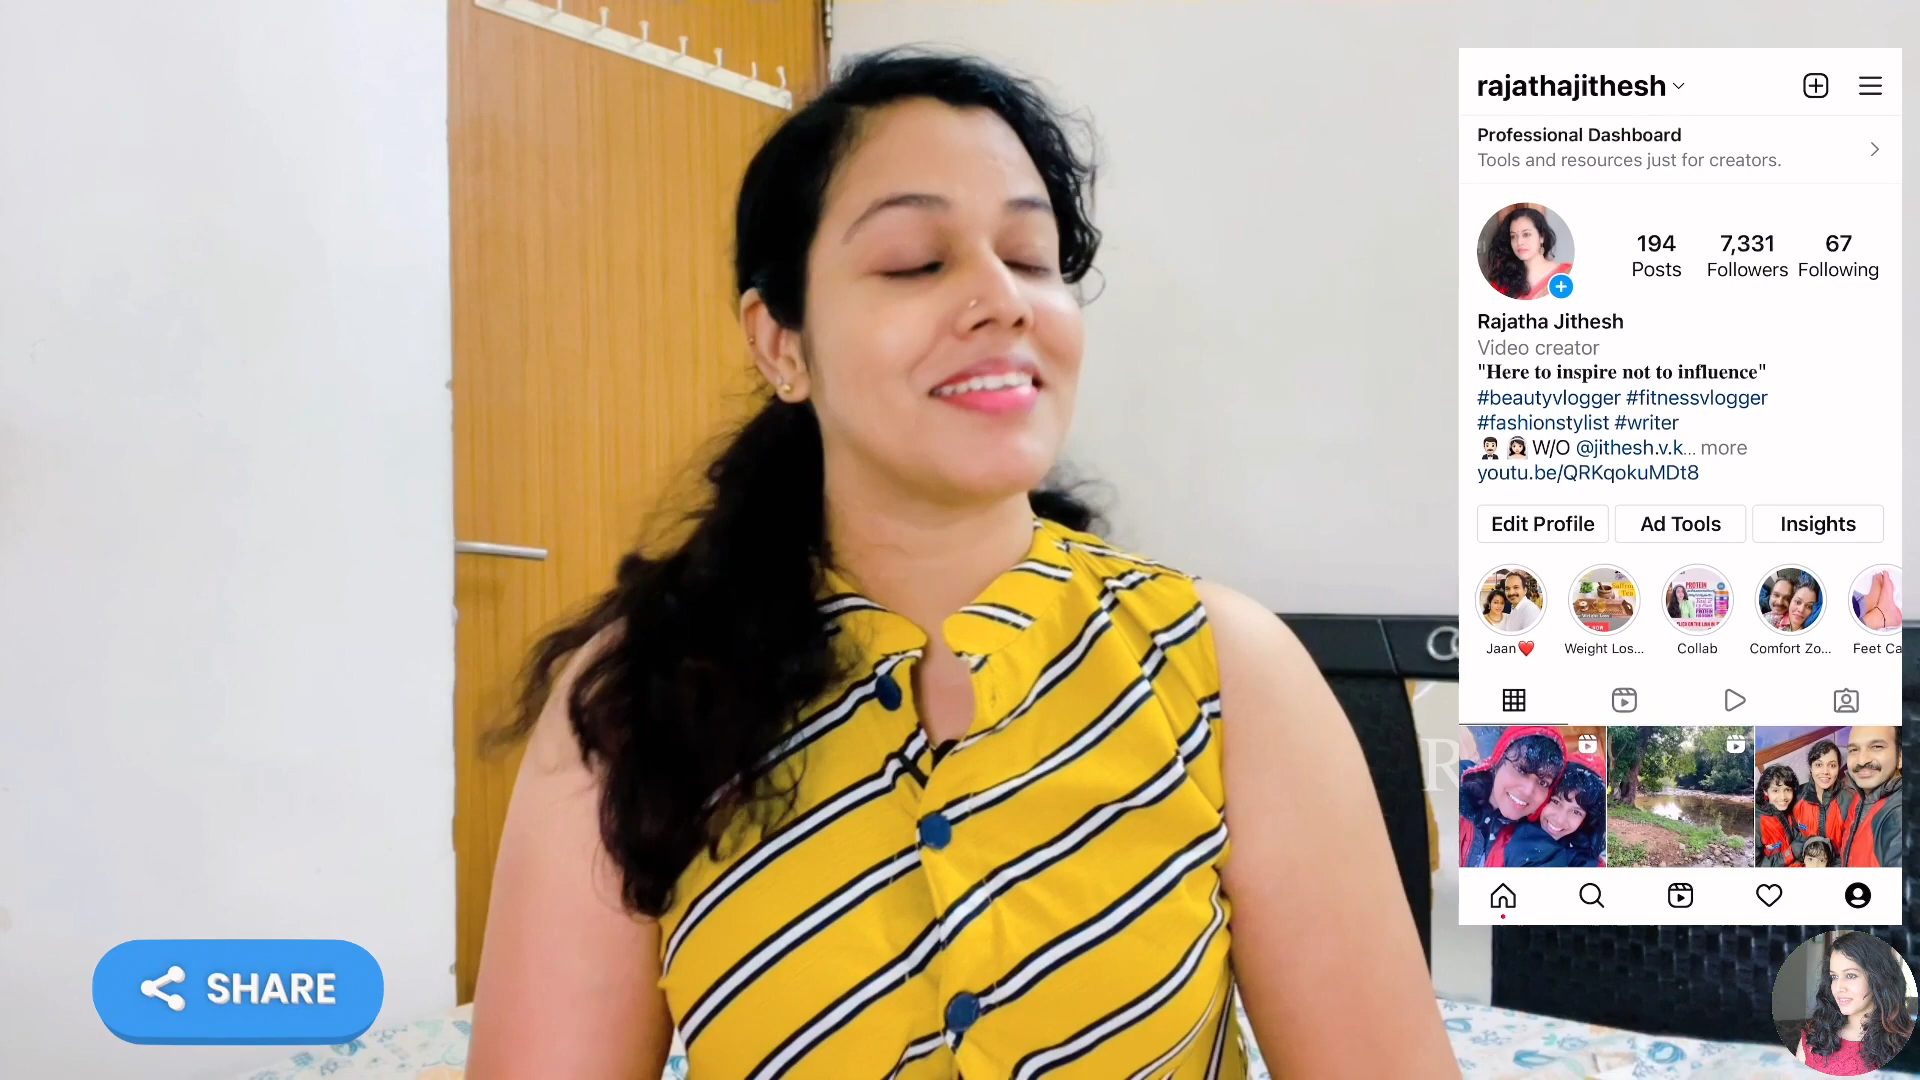 rajathajithesh
Professional Dashboard
Tools and resources just for creators.
194
7,331
67
Posts
Followers
Following
Rajatha Jithesh
Video creator
"Here to inspire not to influence"
#beautyvlogger #fitnessvlogger
#fashionstylist #writer
W/O @jithesh.v.k... more
youtu.be/QRKqokuMDt8
Edit Profile
Ad Tools
Insights
PROTEIN
Jaan❤️
Weight Los...
Collab
Comfort Zo...
Feet Ca
R
SHARE